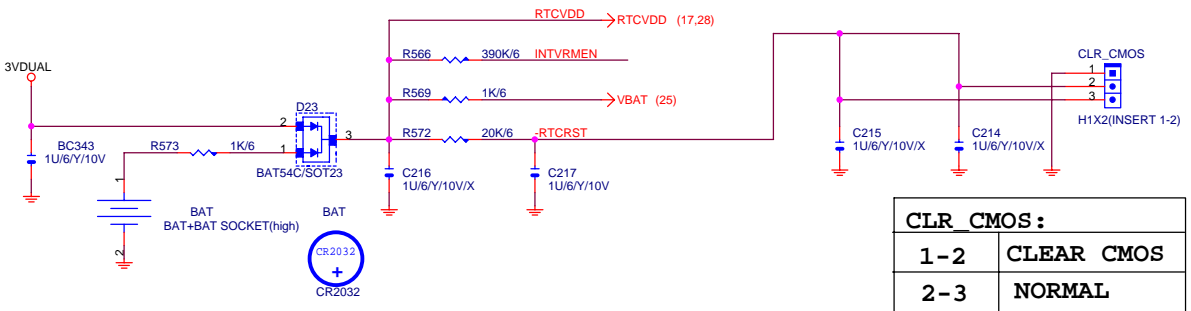 RTCVDD
RTCVDD (17,28)
R566 390K/6 INTVRMEN
3VDUAL
R569 1K/6 VBAT (25)
D23
2
3
1
R572 20K/6 -RTCRST
BC343
1U/6/Y/10V
R573 1K/6
BAT54C/SOT23
C216
1U/6/Y/10V/X
C217
1U/6/Y/10V
C215
1U/6/Y/10V/X
C214
1U/6/Y/10V/X
CLR_CMOS
1
2
3
H1X2(INSERT 1-2)
1
2
BAT
BAT+BAT SOCKET(high)
BAT
CR2032
+
CR2032
CLR_CMOS:
1-2 CLEAR CMOS
2-3 NORMAL